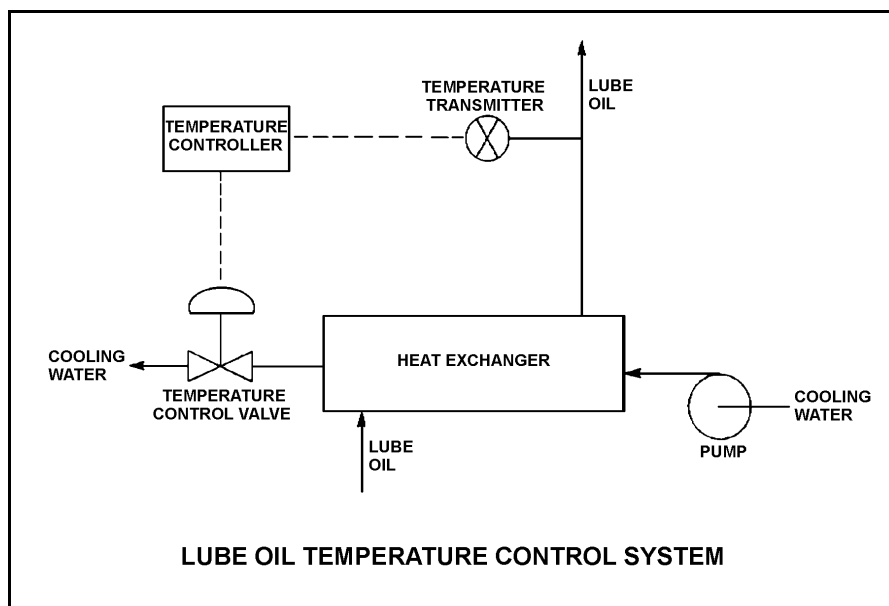 TEMPERATURE
TRANSMITTER
LUBE
OIL
TEMPERATURE
CONTROLLER
COOLING
WATER
TEMPERATURE
CONTROL VALVE
HEAT EXCHANGER
COOLING
WATER
PUMP
LUBE
OIL
LUBE OIL TEMPERATURE CONTROL SYSTEM